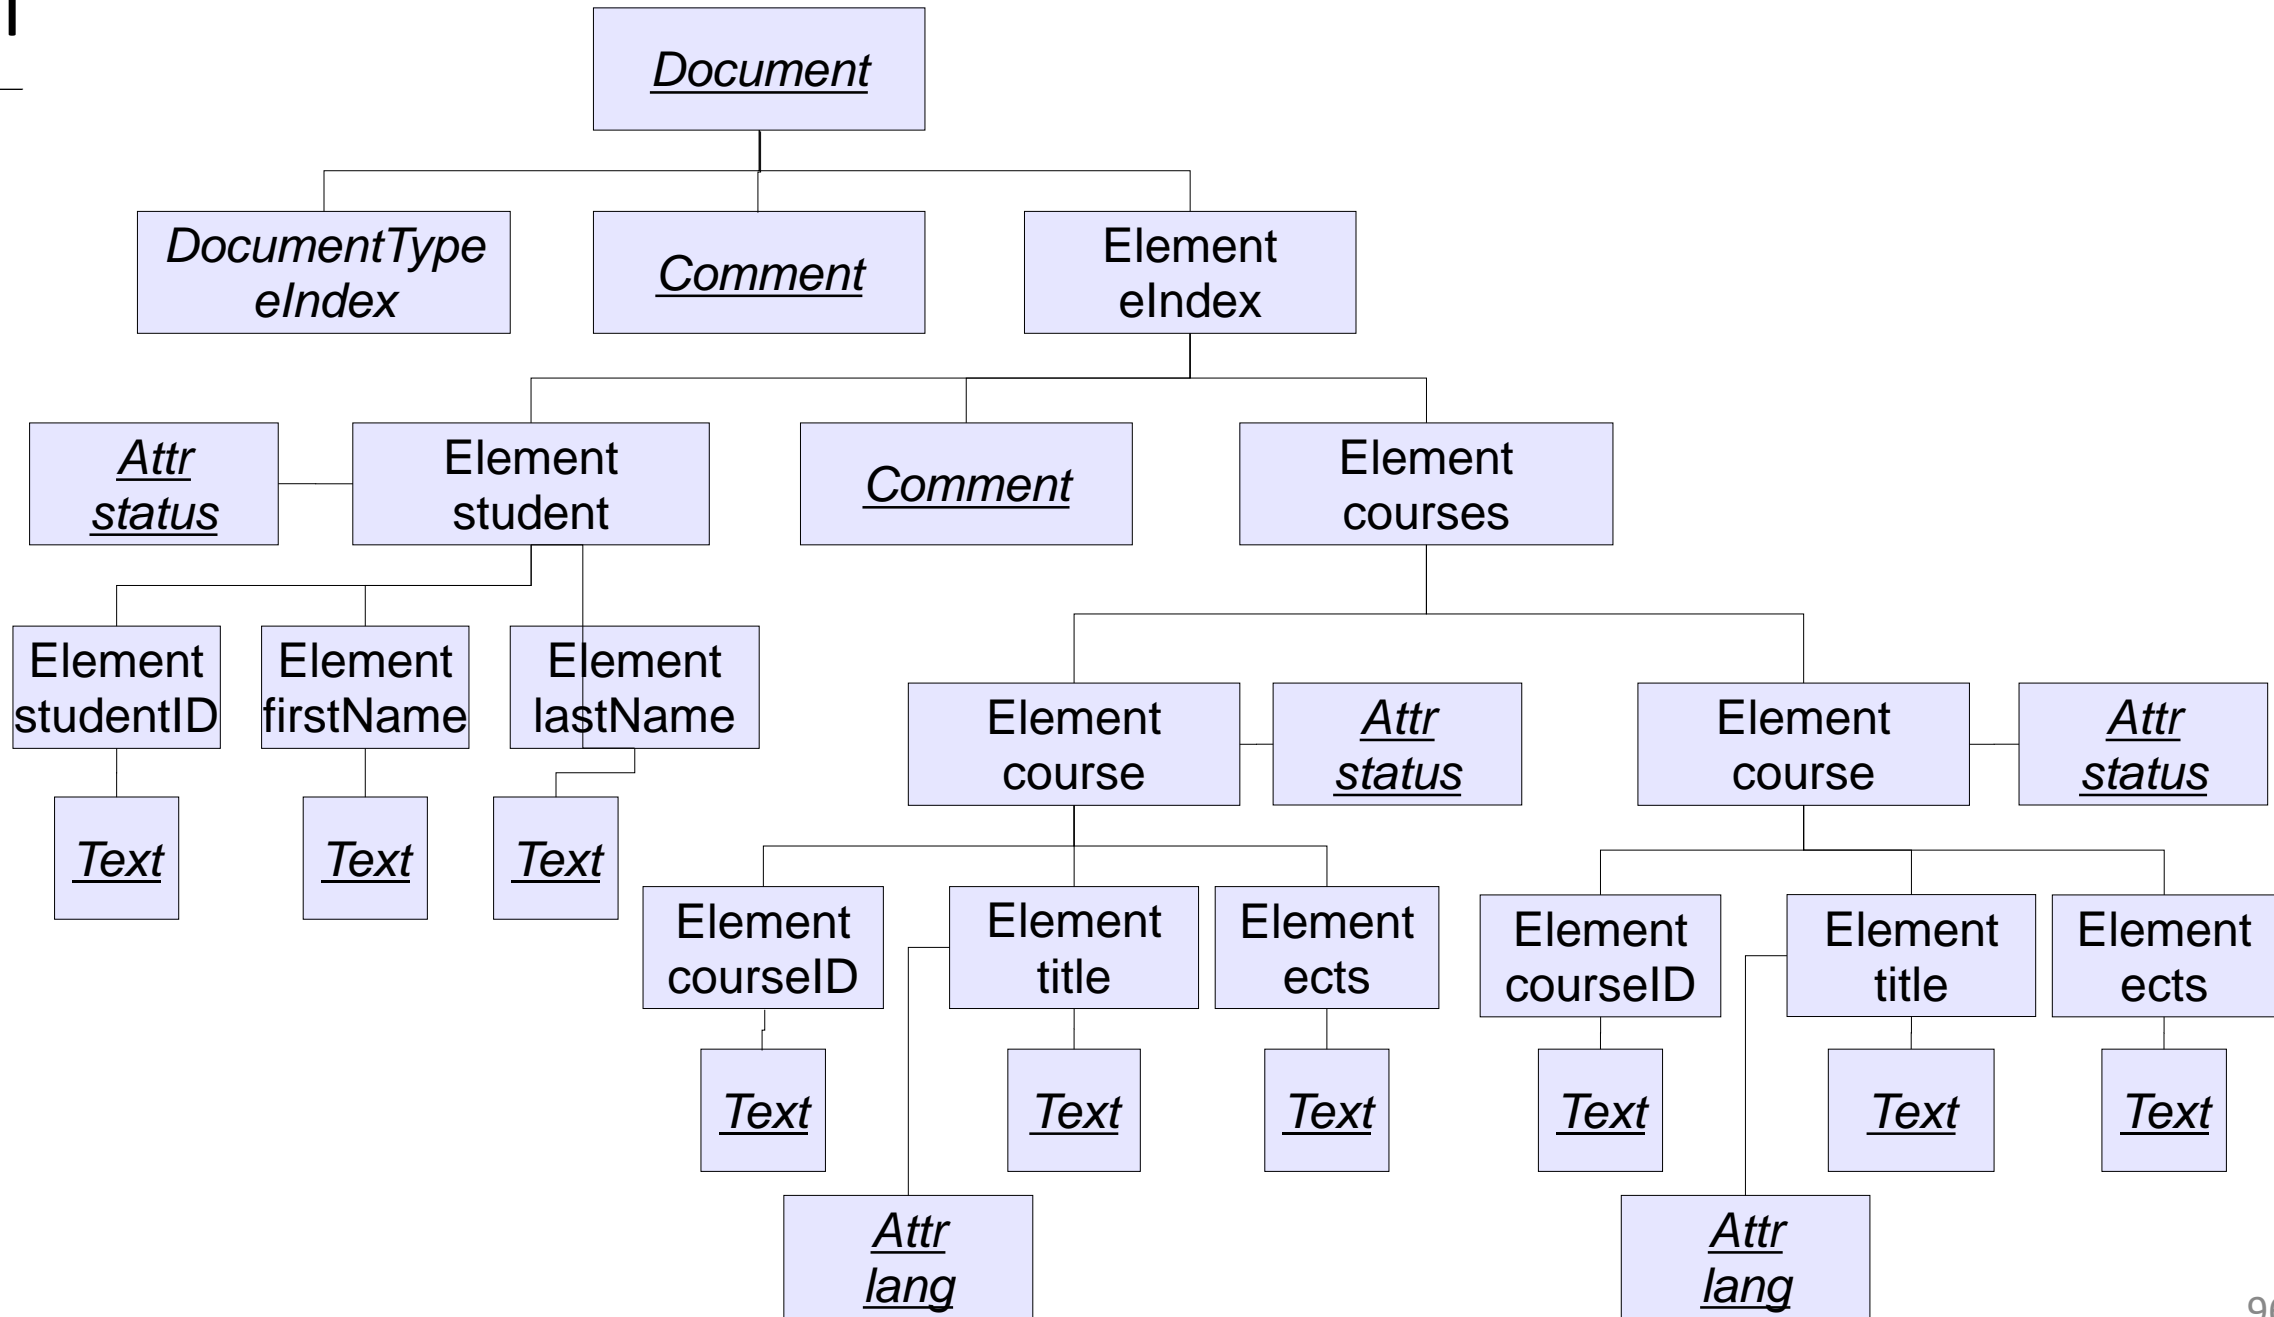 Document
DocumentType
eIndex
Comment
Element
eIndex
Attr
status
Element
student
Comment
Element
courses
Element
studentID
Element
firstName
Element
lastName
Element
course
Attr
status
Element
course
Attr
status
Text
Text
Text
Element
courseID
Element
title
Element
ects
Element
courseID
Element
title
Element
ects
Text
Text
Text
Text
Text
Text
Attr
lang
Attr
lang